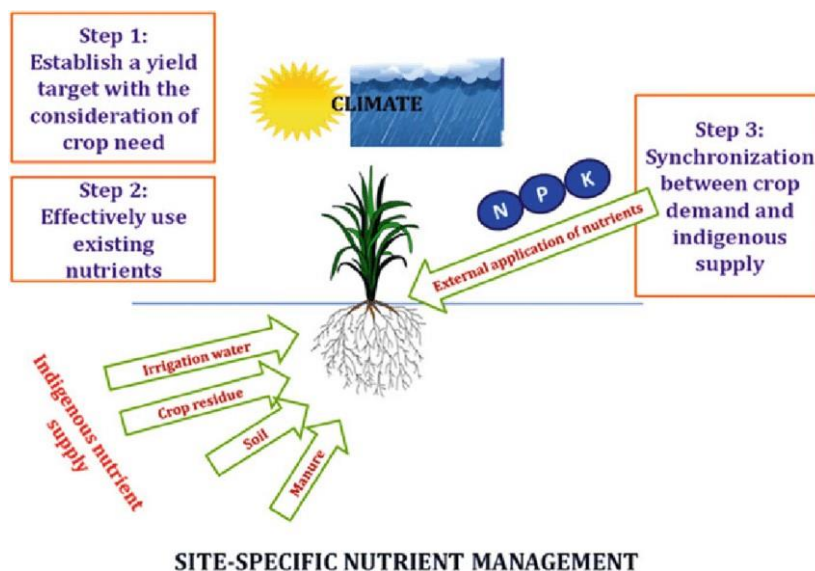 Step 1:
Establish a yield
target with the
consideration of
crop need
Step 2:
Effectively use
existing
nutrients
CLIMATE
Step 3:
Synchronization
between crop
demand and
indigenous
supply
N P K
External application of nutrients
Indigenous nutrient
supply
Irrigation water
Crop residue
Soil
Manure
SITE-SPECIFIC NUTRIENT MANAGEMENT